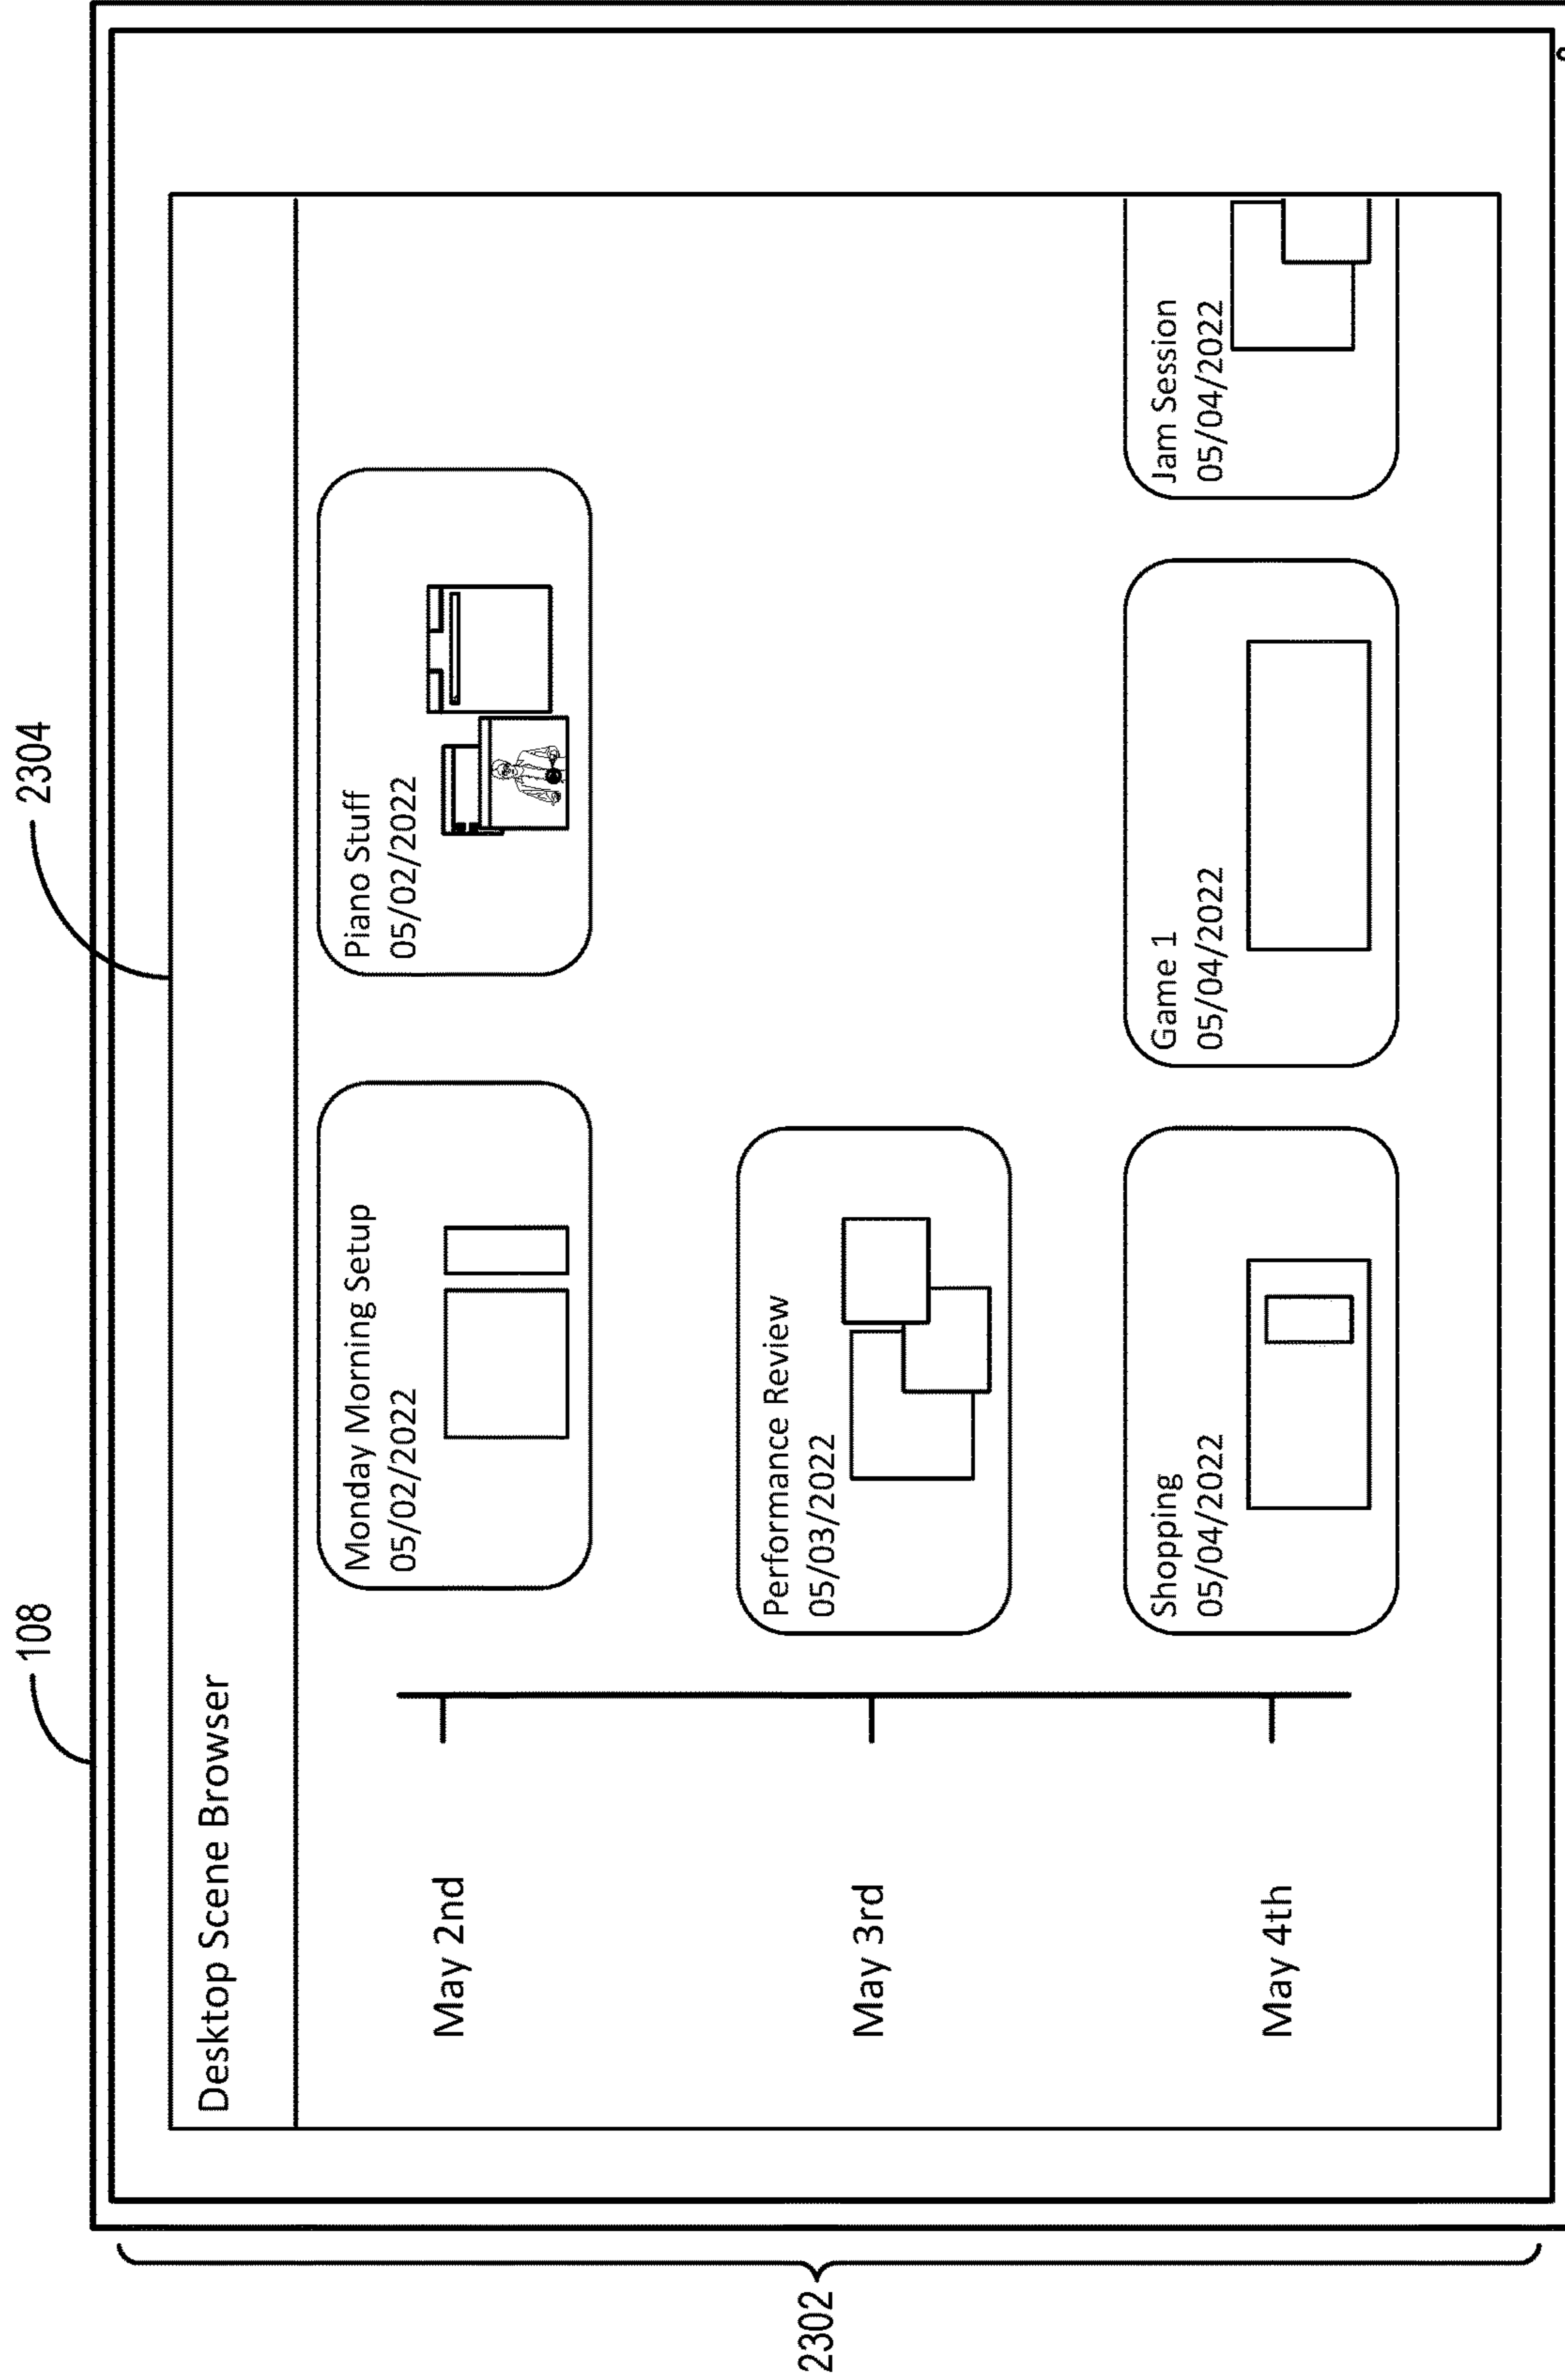 108
2304
2302
Desktop Scene Browser
May 2nd
Monday Morning Setup
05/02/2022
Piano Stuff
05/02/2022
May 3rd
Performance Review
05/03/2022
May 4th
Shopping
05/04/2022
Game 1
05/04/2022
Jam Session
05/04/2022